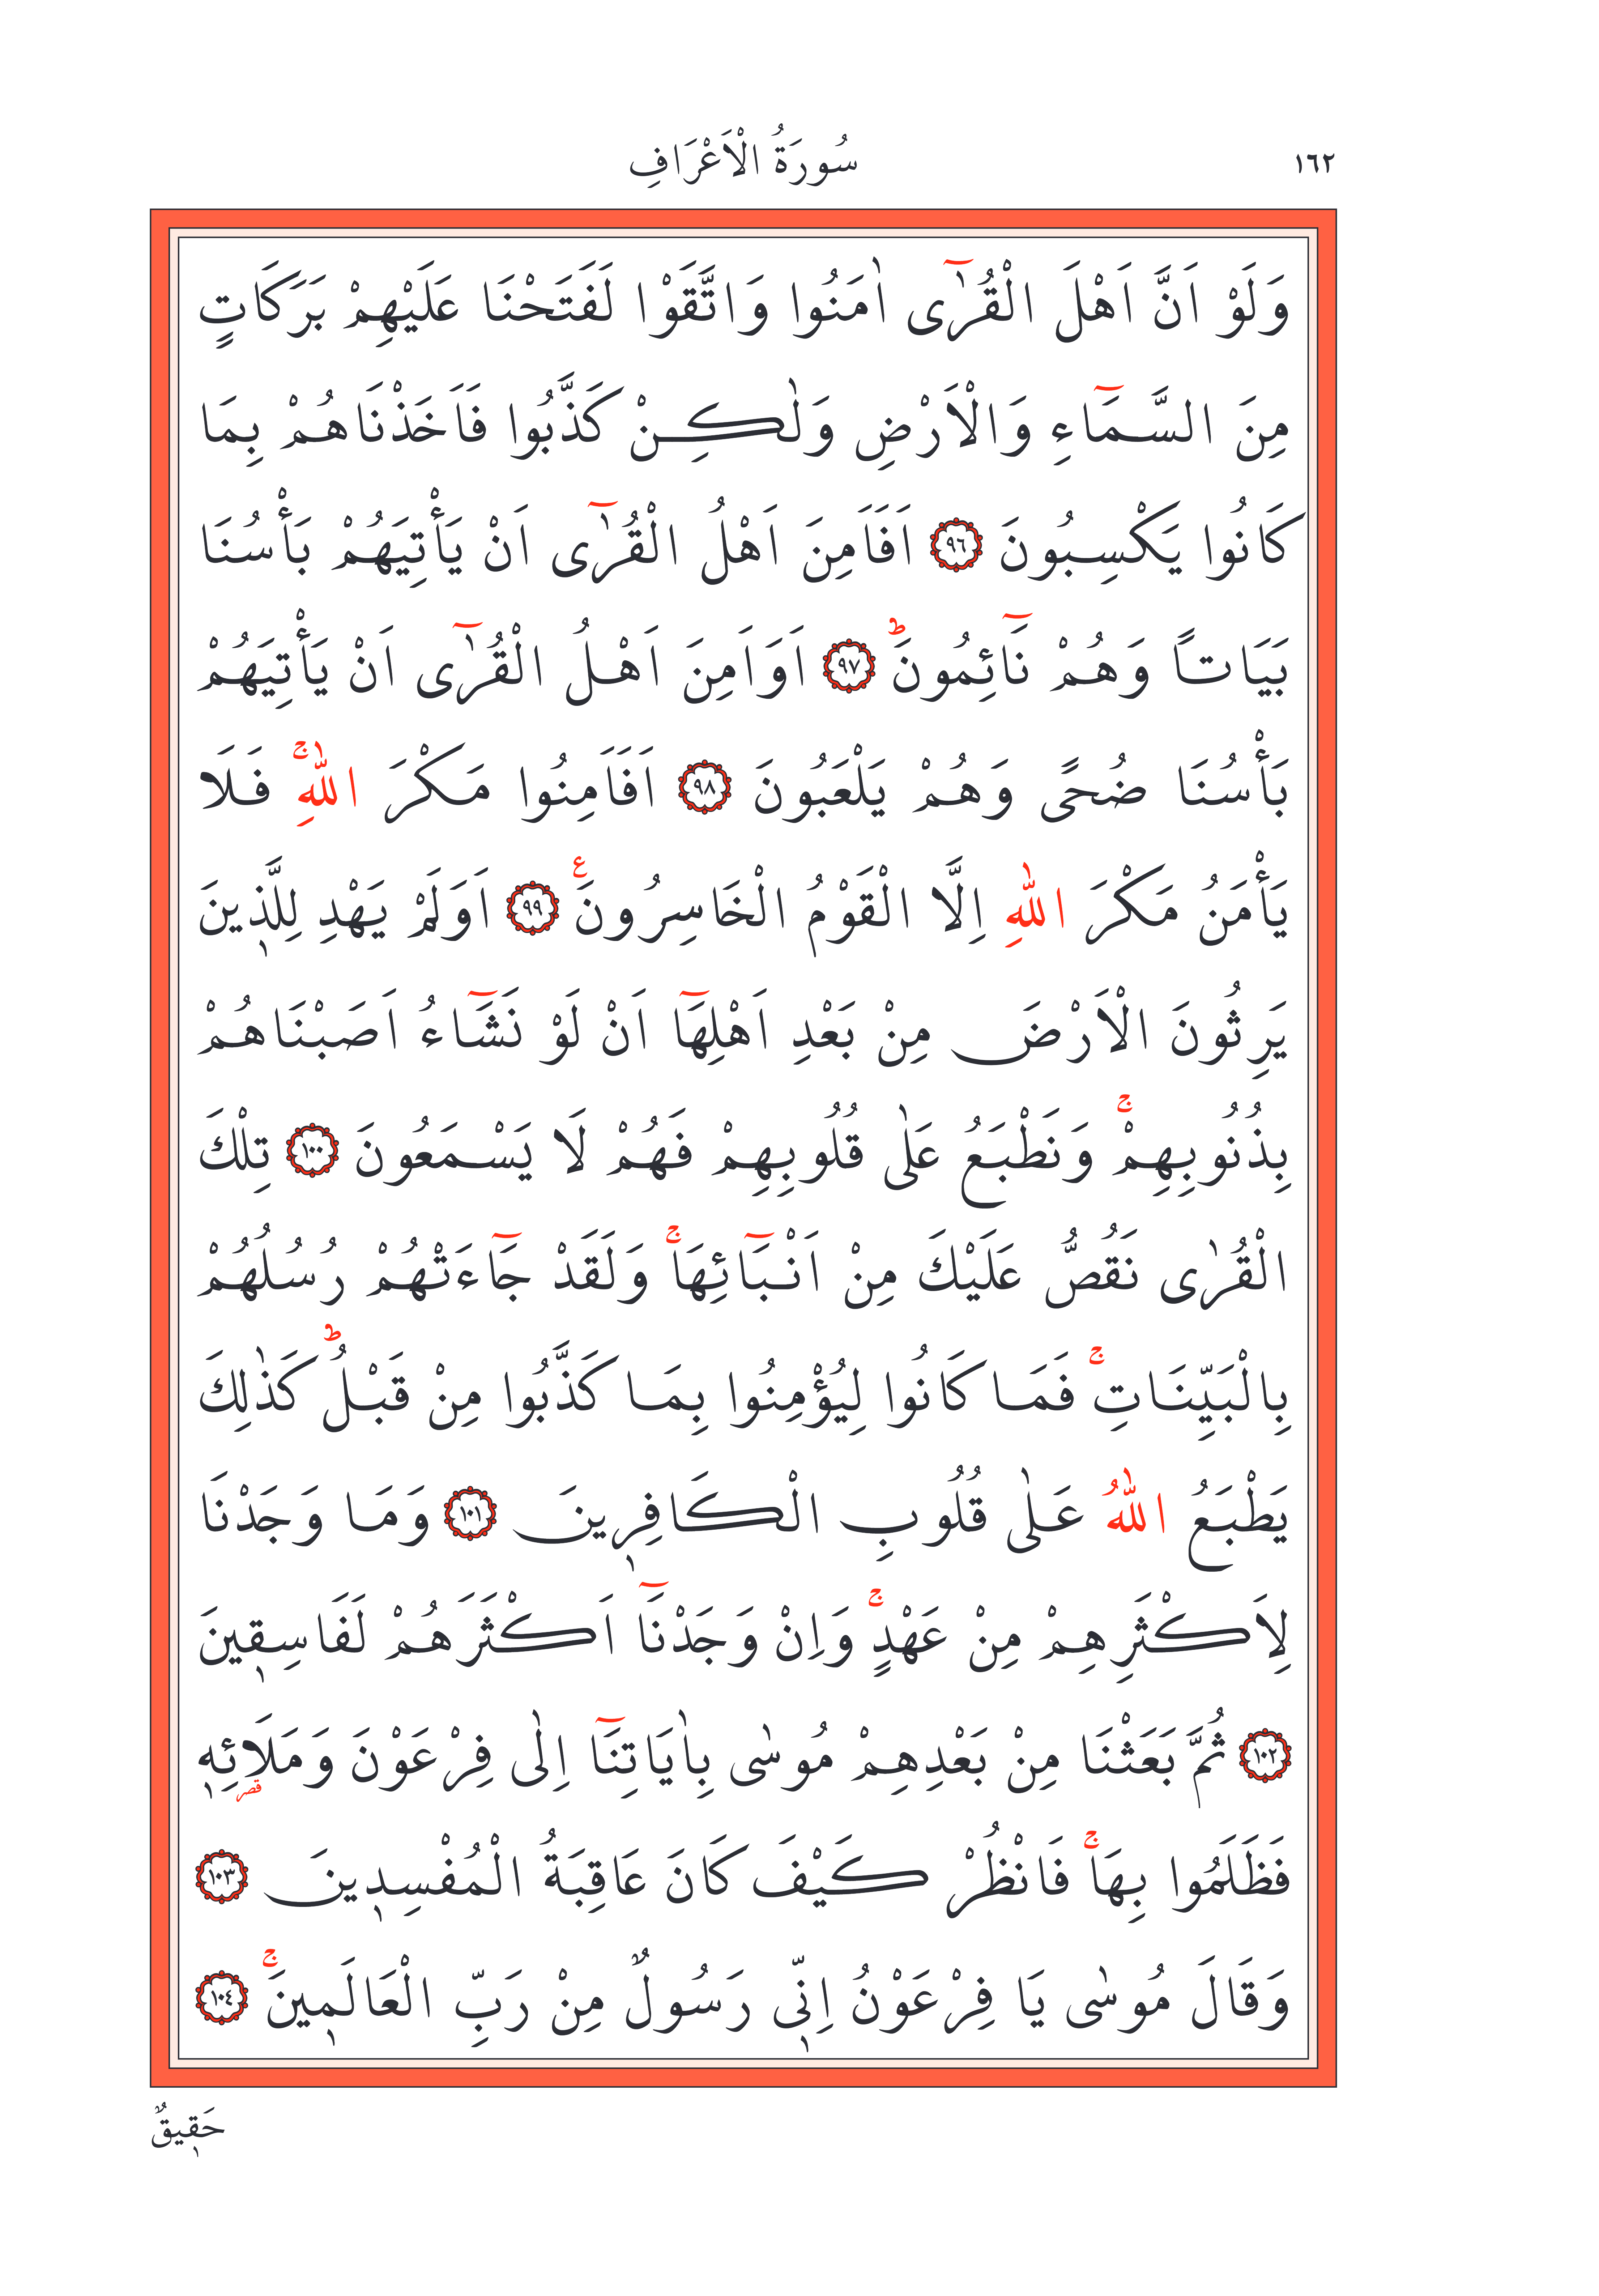 ١٦٢
سُورَةُ الْاَعْرَافِ
وَلَوْ اَنَّ اَهْلَ الْقُرٰٓى اٰمَنُوا وَاتَّقَوْا لَفَتَحْنَا عَلَيْهِمْ بَرَكَاتٍ
مِنَ السَّمَٓاءِ وَالْاَرْضِ وَلٰكِنْ كَذَّبُوا فَاَخَذْنَاهُمْ بِمَا
كَانُوا يَكْسِبُونَ ﴿٩٦﴾ اَفَاَمِنَ اَهْلُ الْقُرٰٓى اَنْ يَأْتِيَهُمْ بَأْسُنَا
بَيَاتًا وَهُمْ نَٓائِمُونَۜ ﴿٩٧﴾ اَوَاَمِنَ اَهْلُ الْقُرٰٓى اَنْ يَأْتِيَهُمْ
بَأْسُنَا ضُحًى وَهُمْ يَلْعَبُونَ ﴿٩٨﴾ اَفَاَمِنُوا مَكْرَ اللّٰهِۚ فَلَا
يَأْمَنُ مَكْرَ اللّٰهِ اِلَّا الْقَوْمُ الْخَاسِرُونَ۟ ﴿٩٩﴾ اَوَلَمْ يَهْدِ لِلَّذ۪ينَ
يَرِثُونَ الْاَرْضَ مِنْ بَعْدِ اَهْلِهَٓا اَنْ لَوْ نَشَٓاءُ اَصَبْنَاهُمْ
بِذُنُوبِهِمْۚ وَنَطْبَعُ عَلٰى قُلُوبِهِمْ فَهُمْ لَا يَسْمَعُونَ ﴿١٠٠﴾ تِلْكَ
الْقُرٰى نَقُصُّ عَلَيْكَ مِنْ اَنْبَٓائِهَاۚ وَلَقَدْ جَٓاءَتْهُمْ رُسُلُهُمْ
بِالْبَيِّنَاتِۚ فَمَا كَانُوا لِيُؤْمِنُوا بِمَا كَذَّبُوا مِنْ قَبْلُۜ كَذٰلِكَ
يَطْبَعُ اللّٰهُ عَلٰى قُلُوبِ الْكَافِر۪ينَ ﴿١٠١﴾ وَمَا وَجَدْنَا
لِاَكْثَرِهِمْ مِنْ عَهْدٍۚ وَاِنْ وَجَدْنَٓا اَكْثَرَهُمْ لَفَاسِق۪ينَ
﴿١٠٢﴾ ثُمَّ بَعَثْنَا مِنْ بَعْدِهِمْ مُوسٰى بِاٰيَاتِنَٓا اِلٰى فِرْعَوْنَ وَمَلَا۬ئِه۪
فَظَلَمُوا بِهَاۚ فَانْظُرْ كَيْفَ كَانَ عَاقِبَةُ الْمُفْسِد۪ينَ ﴿١٠٣﴾
وَقَالَ مُوسٰى يَا فِرْعَوْنُ اِنّ۪ي رَسُولٌ مِنْ رَبِّ الْعَالَم۪ينَۚ ﴿١٠٤﴾
حَق۪يقٌ